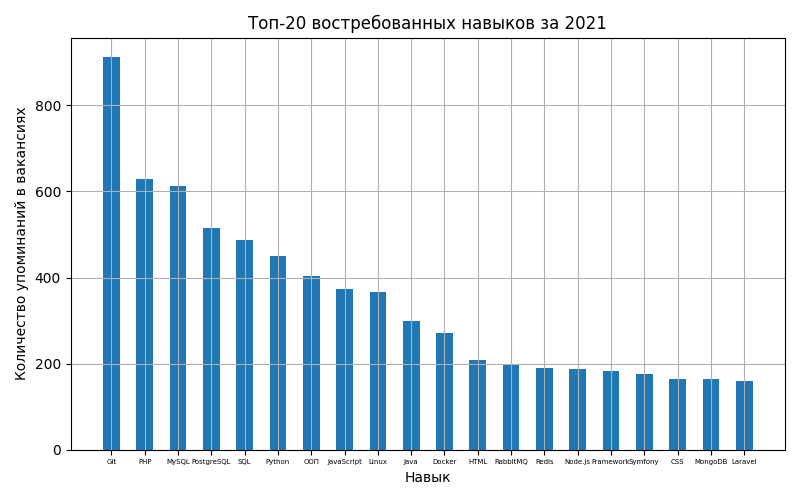 Топ-20 востребованных навыков за 2021
Количество упоминаний в вакансиях
800
600
400
200
0
Git PHP MySQL PostgreSQL SQL Python ООП JavaScript Linux Java Docker HTML RabbitMQ Redis Node.js Framework Symfony CSS MongoDB Laravel
Навык